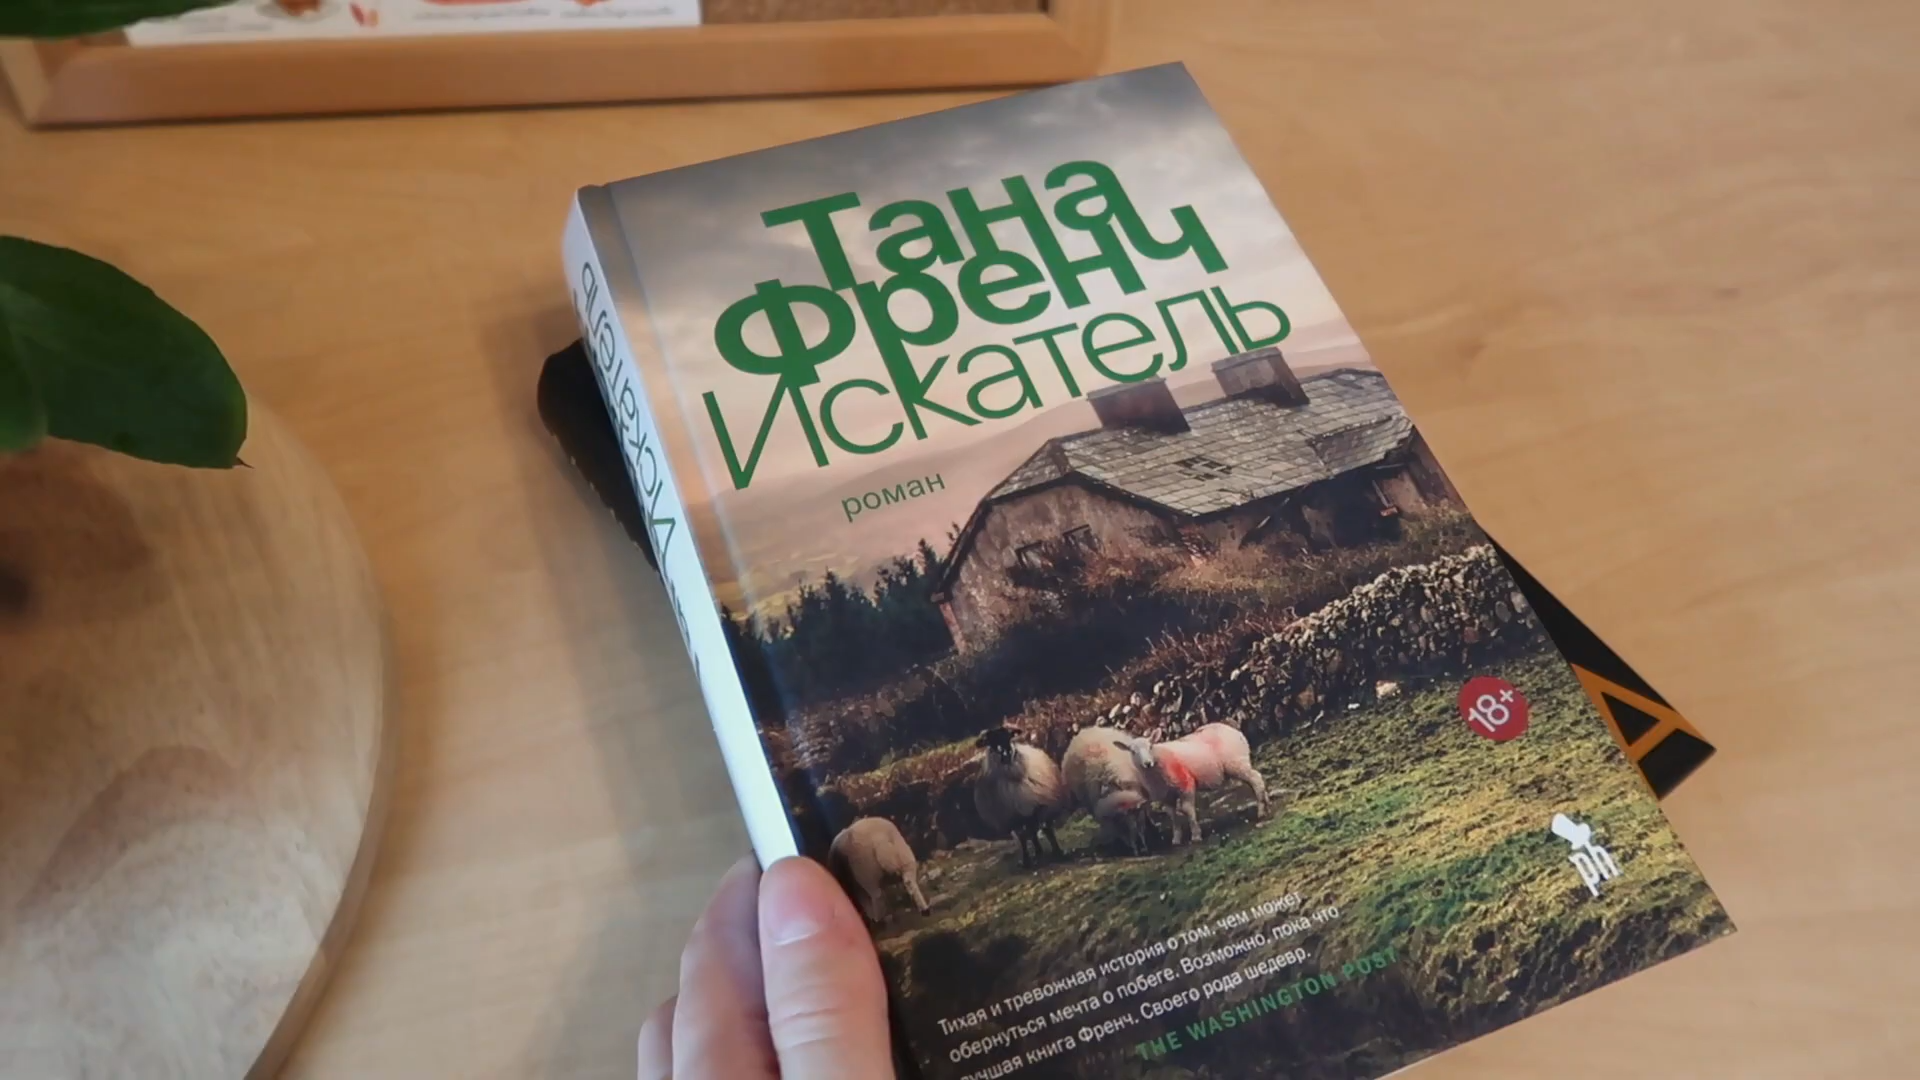 Тана
Френч
Искатель
роман
Искатель
18+
ph
Тихая и тревожная история о том, чем может
обернуться мечта о побеге. Возможно, пока что
лучшая книга Френч. Своего рода шедевр.
THE WASHINGTON POST
А